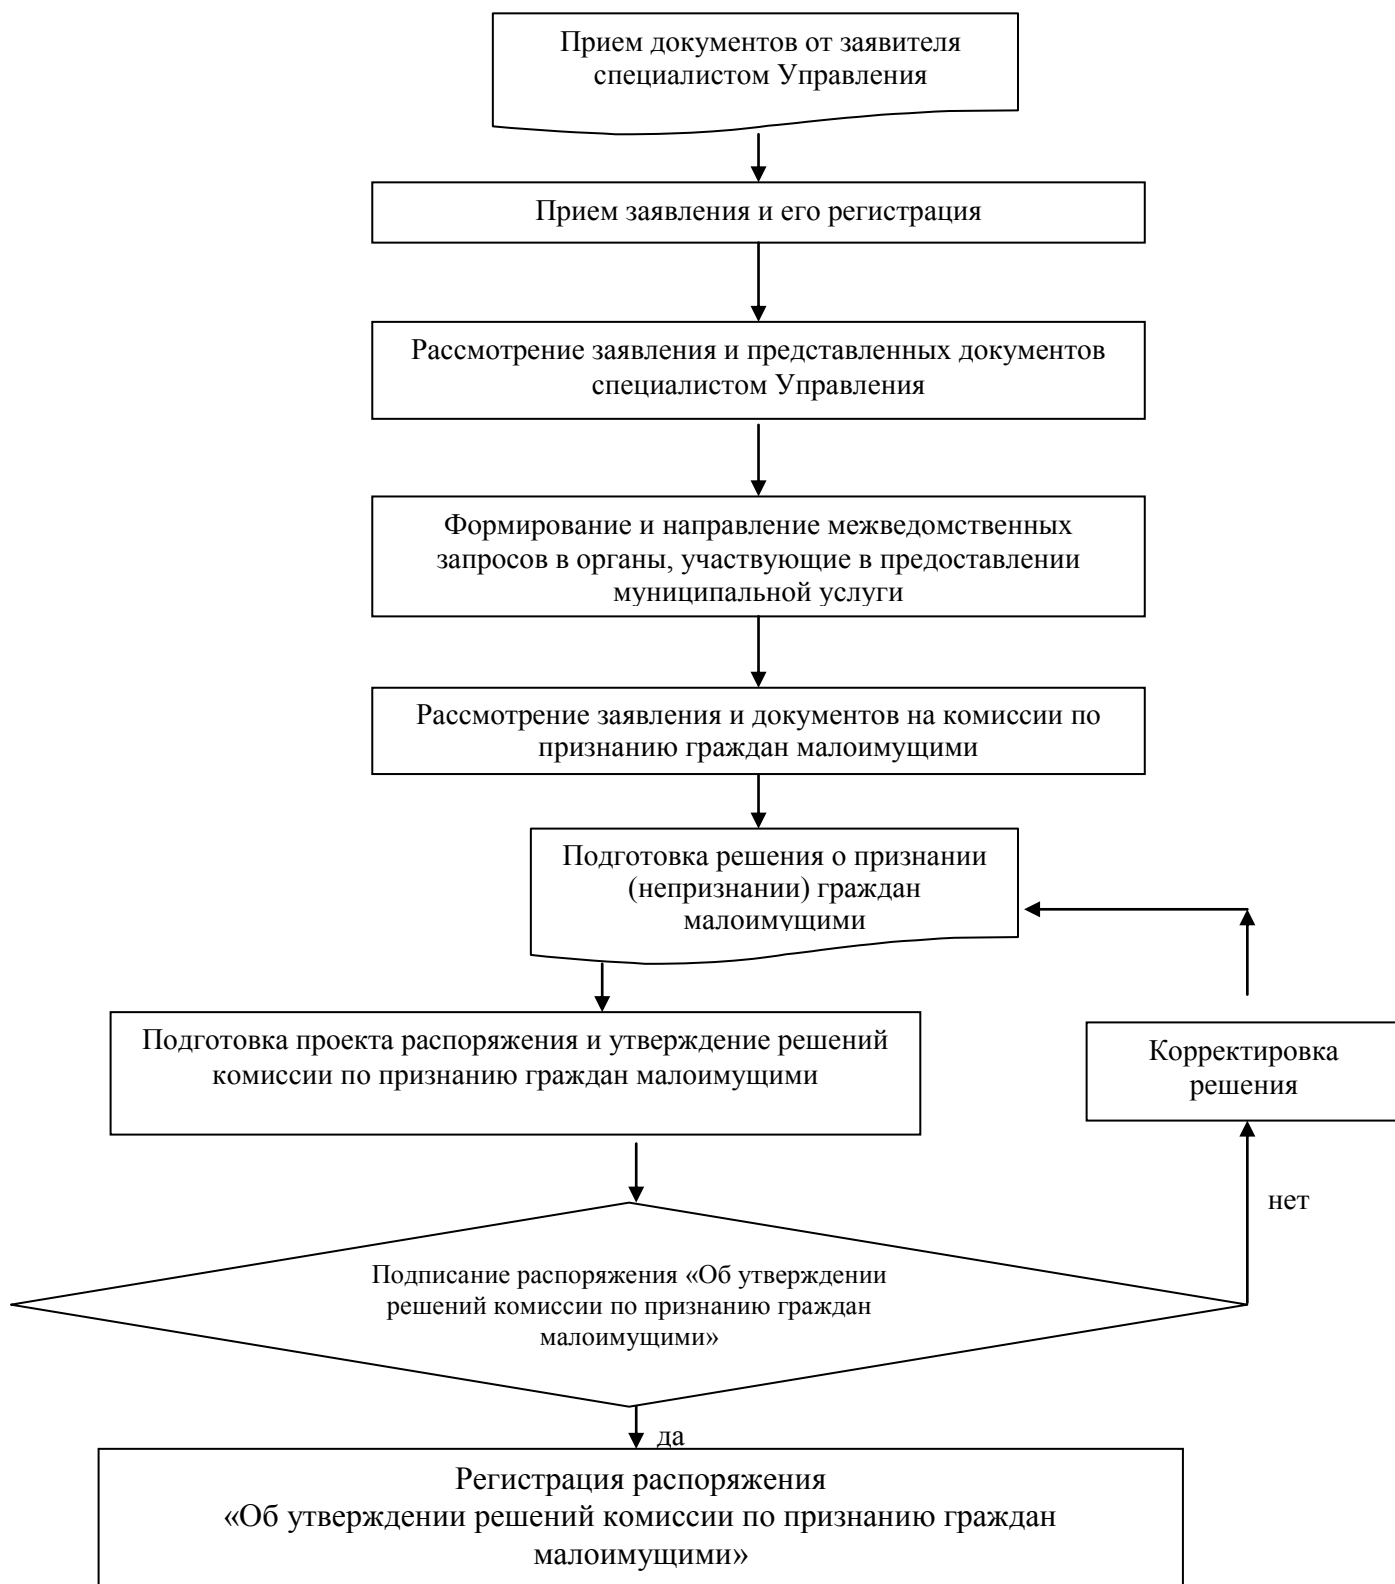 Прием документов от заявителя
специалистом Управления
Прием заявления и его регистрация
Рассмотрение заявления и представленных документов
специалистом Управления
Формирование и направление межведомственных
запросов в органы, участвующие в предоставлении
муниципальной услуги
Рассмотрение заявления и документов на комиссии по
признанию граждан малоимущими
Подготовка решения о признании
(непризнании) граждан
малоимущими
Подготовка проекта распоряжения и утверждение решений
комиссии по признанию граждан малоимущими
Корректировка
решения
нет
Подписание распоряжения «Об утверждении
решений комиссии по признанию граждан
малоимущими»
да
Регистрация распоряжения
«Об утверждении решений комиссии по признанию граждан
малоимущими»